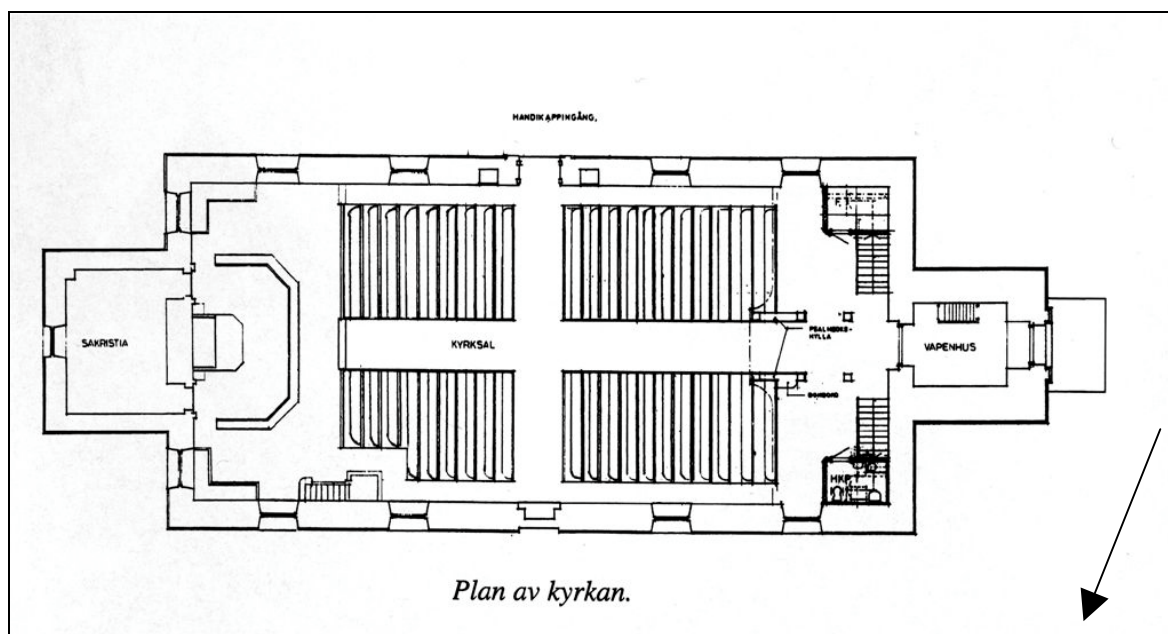 HANDIKAPPINGÅNG.
F.T.
SAKRISTIA
KYRKSAL
PSALMBOKS-
HYLLA
VAPENHUS
HKP.
Plan av kyrkan.